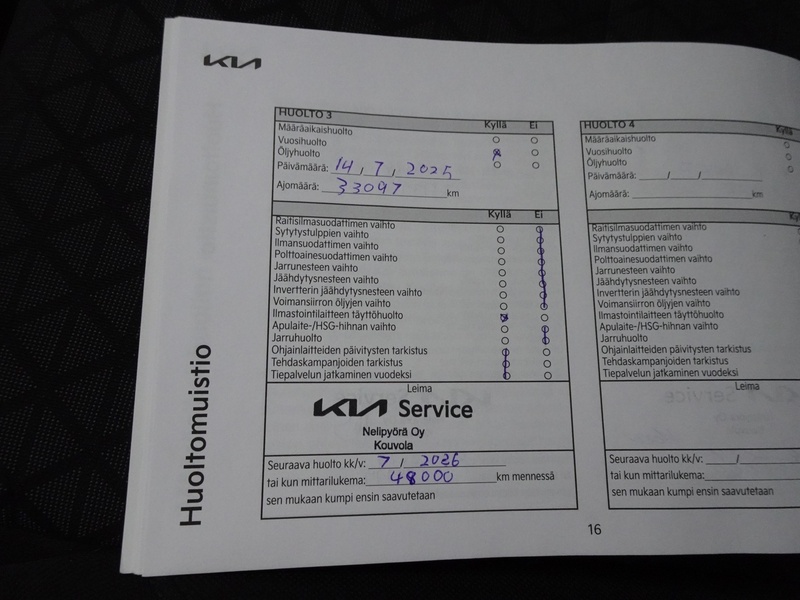 KIA
Huoltomuistio
HUOLTO 3 Kyllä Ei
Määräaikaishuolto
Vuosihuolto
Öljyhuolto
Päivämäärä: 14 / 7 / 2025
Ajomäärä: 33097 km
Kyllä Ei
Raitisilmasuodattimen vaihto
Sytytystulppien vaihto
Ilmansuodattimen vaihto
Polttoainesuodattimen vaihto
Jarrunesteen vaihto
Jäähdytysnesteen vaihto
Invertterin jäähdytysnesteen vaihto
Voimansiirron öljyjen vaihto
Ilmastointilaitteen täyttöhuolto
Apulaite-/HSG-hihnan vaihto
Jarruhuolto
Ohjainlaitteiden päivitysten tarkistus
Tehdaskampanjoiden tarkistus
Tiepalvelun jatkaminen vuodeksi
Leima
KIA Service
Nelipyörä Oy
Kouvola
Seuraava huolto kk/v: 7 / 2026
tai kun mittarilukema: 48000 km mennessä
sen mukaan kumpi ensin saavutetaan
HUOLTO 4 Kyllä
Määräaikaishuolto
Vuosihuolto
Öljyhuolto
Päivämäärä: / /
Ajomäärä: km
Raitisilmasuodattimen vaihto
Sytytystulppien vaihto
Ilmansuodattimen vaihto
Polttoainesuodattimen vaihto
Jarrunesteen vaihto
Jäähdytysnesteen vaihto
Invertterin jäähdytysnesteen vaihto
Voimansiirron öljyjen vaihto
Ilmastointilaitteen täyttöhuolto
Apulaite-/HSG-hihnan vaihto
Jarruhuolto
Ohjainlaitteiden päivitysten tarkistus
Tehdaskampanjoiden tarkistus
Tiepalvelun jatkaminen vuodeksi
Leima
Seuraava huolto kk/v: /
tai kun mittarilukema:
sen mukaan kumpi ensin saavutetaan
16